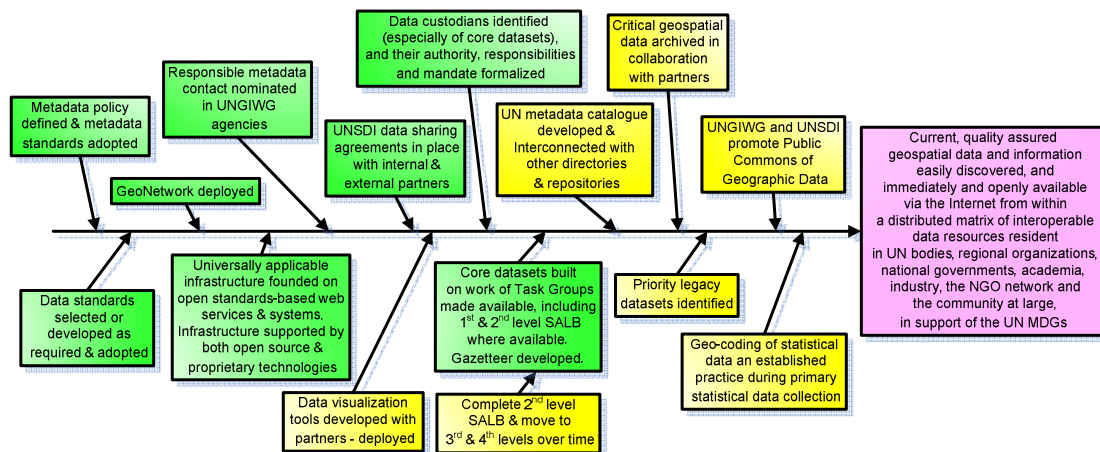 Metadata policy
defined & metadata
standards adopted
GeoNetwork deployed
Responsible metadata
contact nominated
in UNGIWG
agencies
UNSDI data sharing
agreements in place
with internal &
external partners
Data custodians identified
(especially of core datasets),
and their authority, responsibilities
and mandate formalized
UN metadata catalogue
developed &
Interconnected with
other directories
& repositories
Critical geospatial
data archived in
collaboration
with partners
UNGIWG and UNSDI
promote Public
Commons of
Geographic Data
Data standards
selected or
developed as
required & adopted
Universally applicable
infrastructure founded on
open standards-based web
services & systems.
Infrastructure supported by
both open source &
proprietary technologies
Data visualization
tools developed with
partners - deployed
Core datasets built
on work of Task Groups
made available, including
1st & 2nd level SALB
where available.
Gazetteer developed.
Complete 2nd level
SALB & move to
3rd & 4th levels over time
Priority legacy
datasets identified
Geo-coding of statistical
data an established
practice during primary
statistical data collection
Current, quality assured
geospatial data and information
easily discovered, and
immediately and openly available
via the Internet from within
a distributed matrix of interoperable
data resources resident
in UN bodies, regional organizations,
national governments, academia,
industry, the NGO network and
the community at large,
in support of the UN MDGs